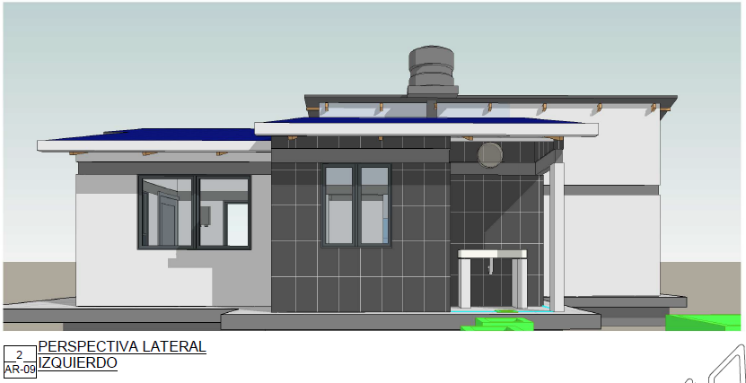 2
AR-09
PERSPECTIVA LATERAL
IZQUIERDO